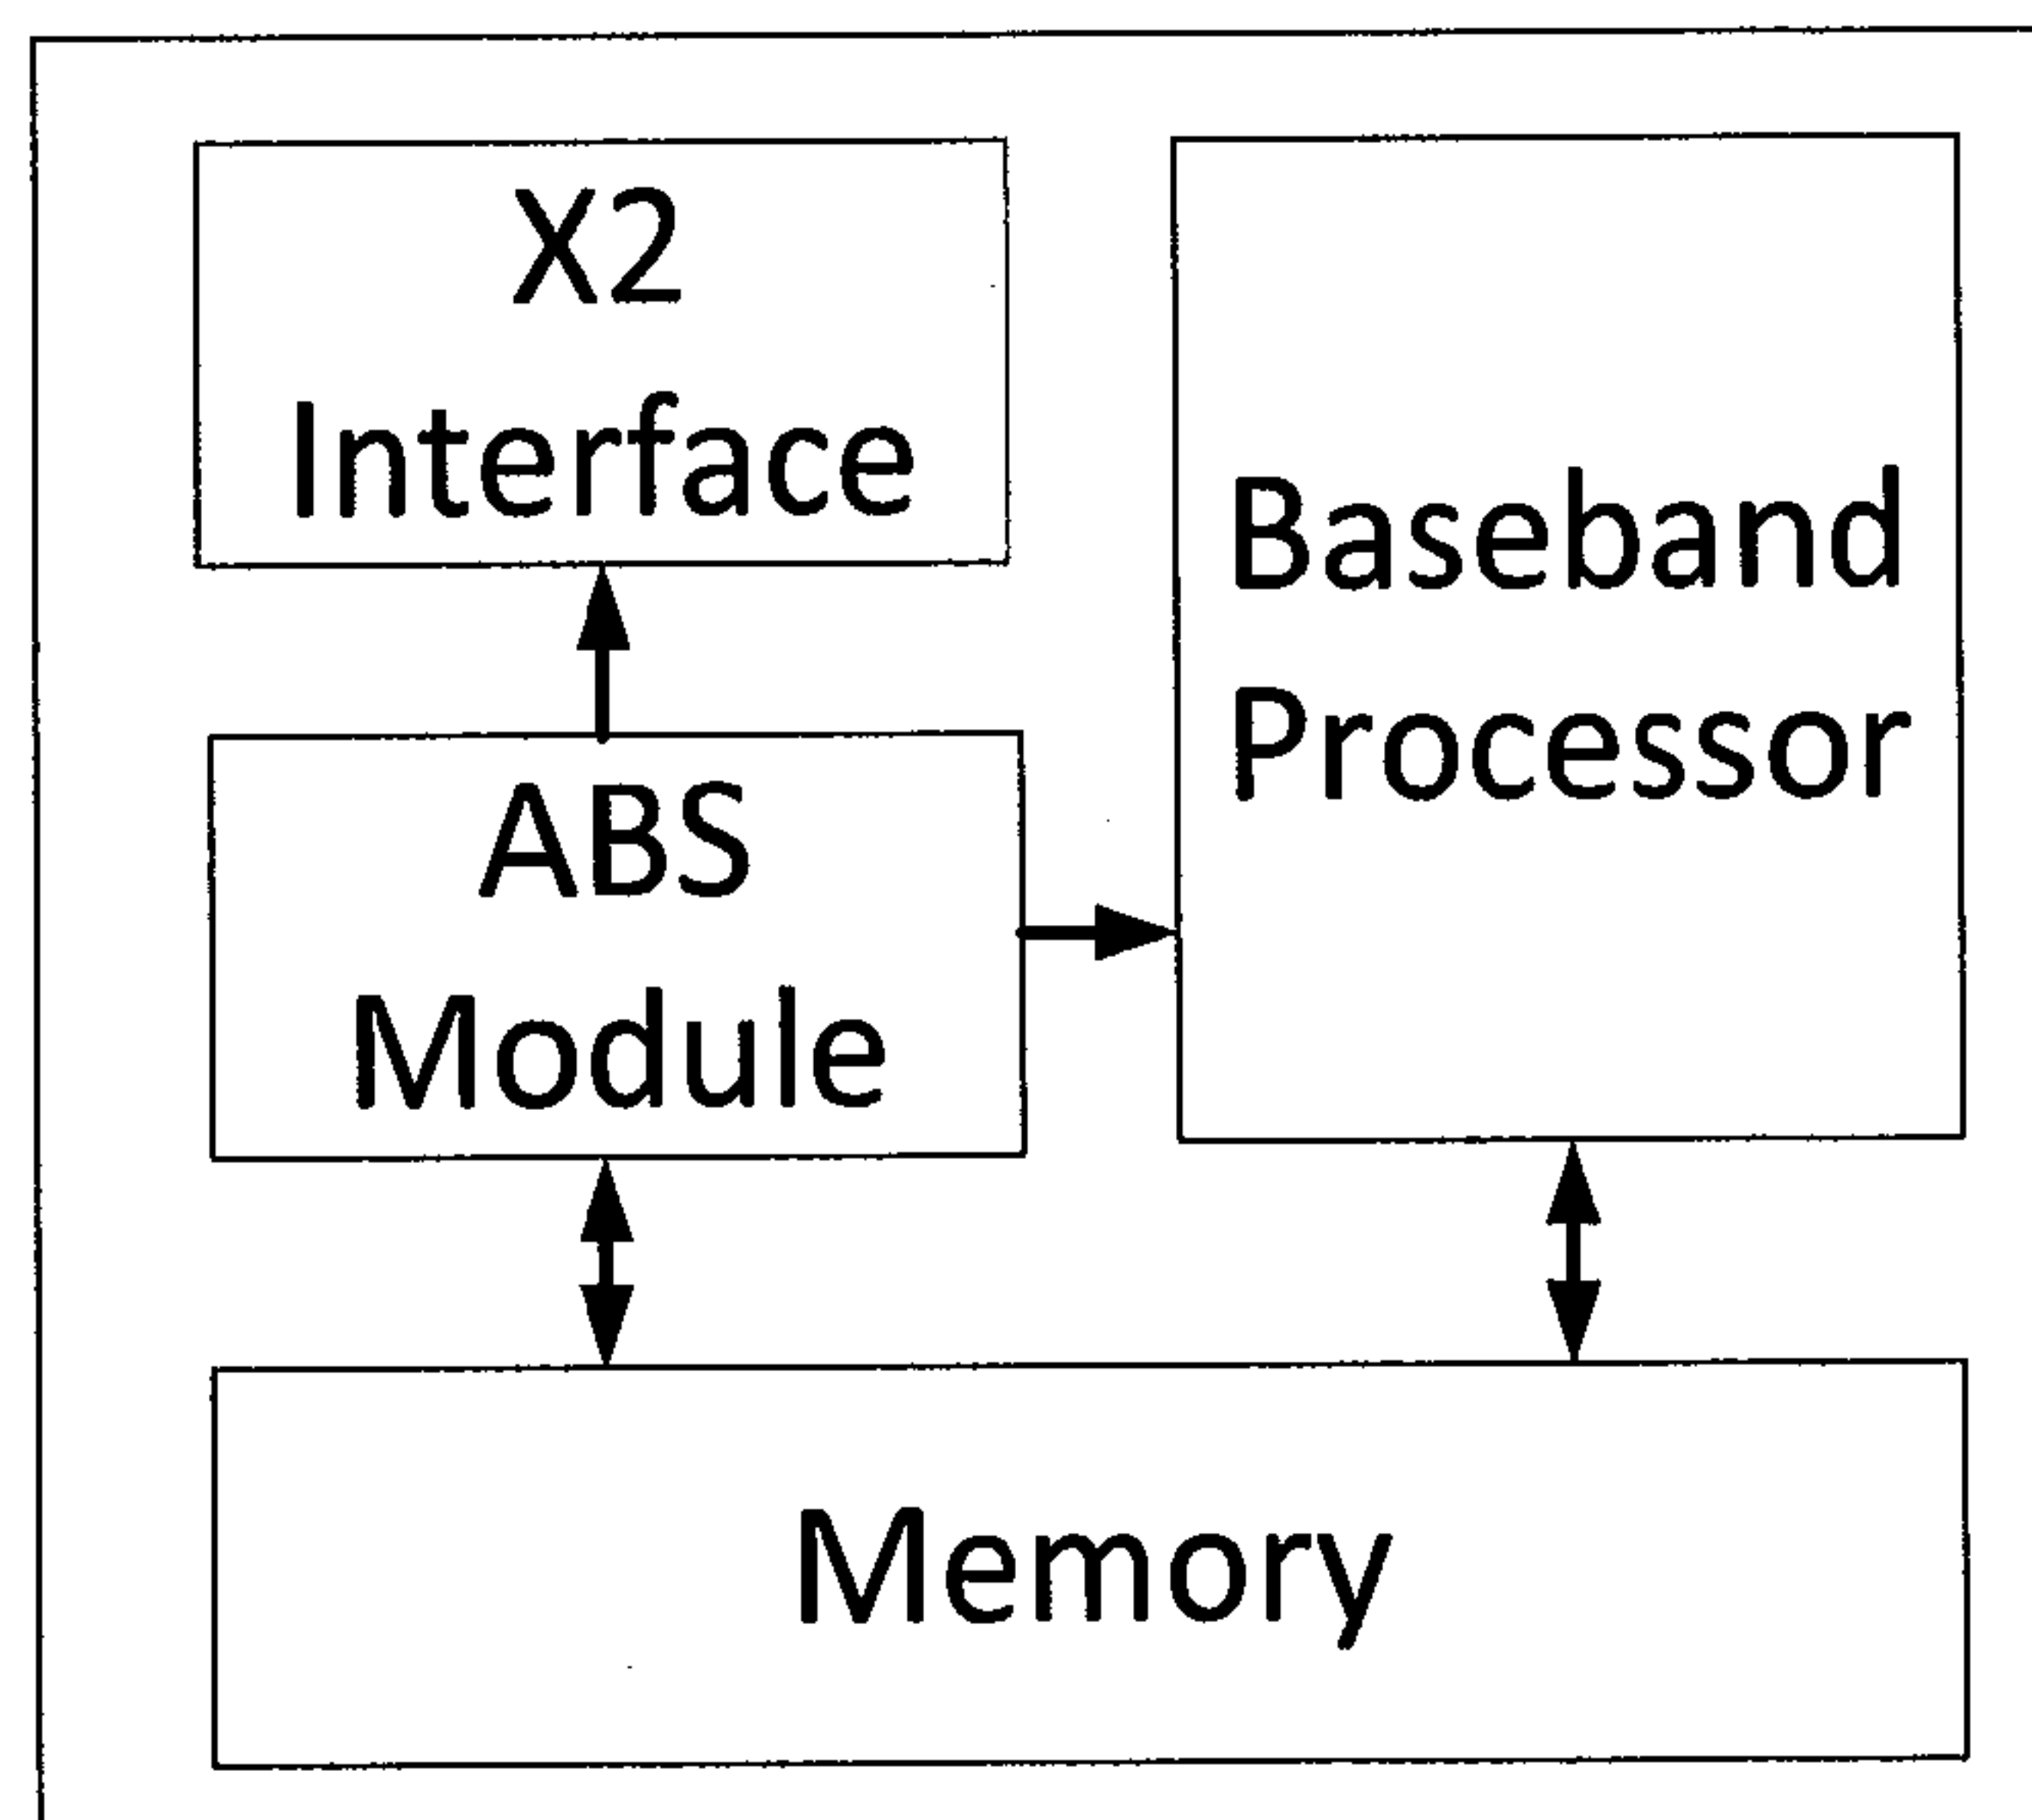 X2
Interface
Baseband
Processor
ABS
Module
Memory